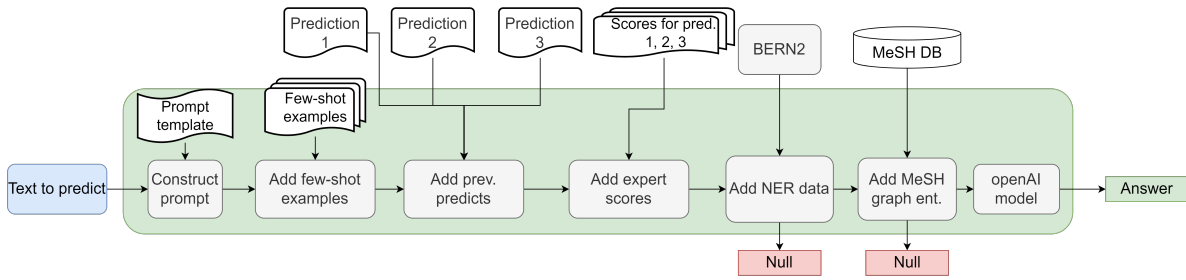 Prediction
1
Prediction
2
Prediction
3
Scores for pred.
1, 2, 3
BERN2
MeSH DB
Prompt
template
Few-shot
examples
Text to predict
Construct
prompt
Add few-shot
examples
Add prev.
predicts
Add expert
scores
Add NER data
Add MeSH
graph ent.
openAI
model
Answer
Null
Null